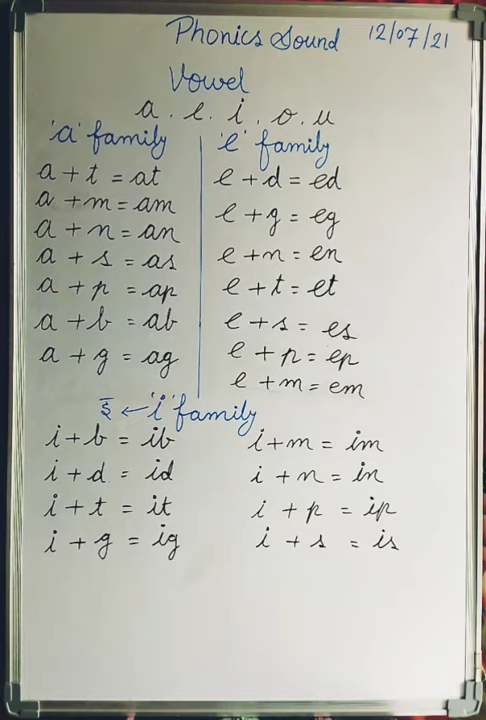 Phonics Sound 12/07/21
Vowel
a . e . i . o . u
'a' family
a + t = at
a + m = am
a + n = an
a + s = as
a + p = ap
a + b = ab
a + g = ag
'e' family
e + d = ed
e + g = eg
e + n = en
e + t = et
e + s = es
e + p = ep
e + m = em
इ ← 'i' family
i + b = ib
i + d = id
i + t = it
i + g = ig
i + m = im
i + n = in
i + p = ip
i + s = is